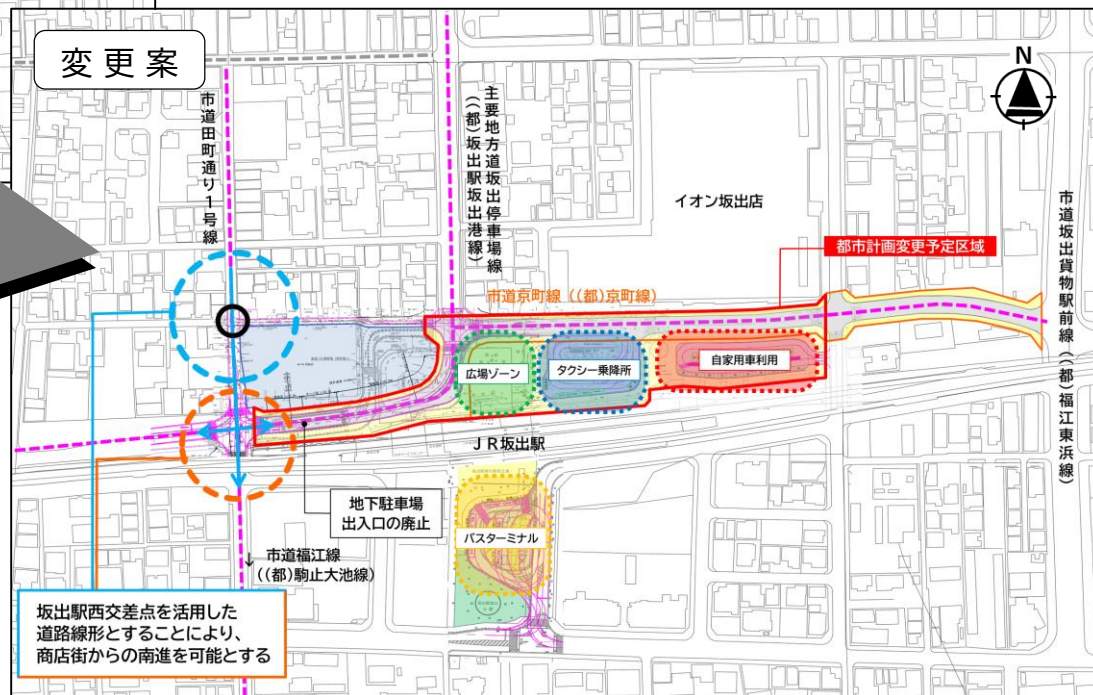 変更案
N
市道田町通り1号線
主要地方道坂出停車場線
((都)坂出駅坂出港線)
イオン坂出店
都市計画変更予定区域
市道坂出貨物駅前線((都)福江東浜線)
市道京町線((都)京町線)
広場ゾーン
タクシー乗降所
自家用車利用
JR坂出駅
地下駐車場
出入口の廃止
バスターミナル
↓ 市道福江線
((都)駒止大池線)
坂出駅西交差点を活用した
道路線形とすることにより、
商店街からの南進を可能とする